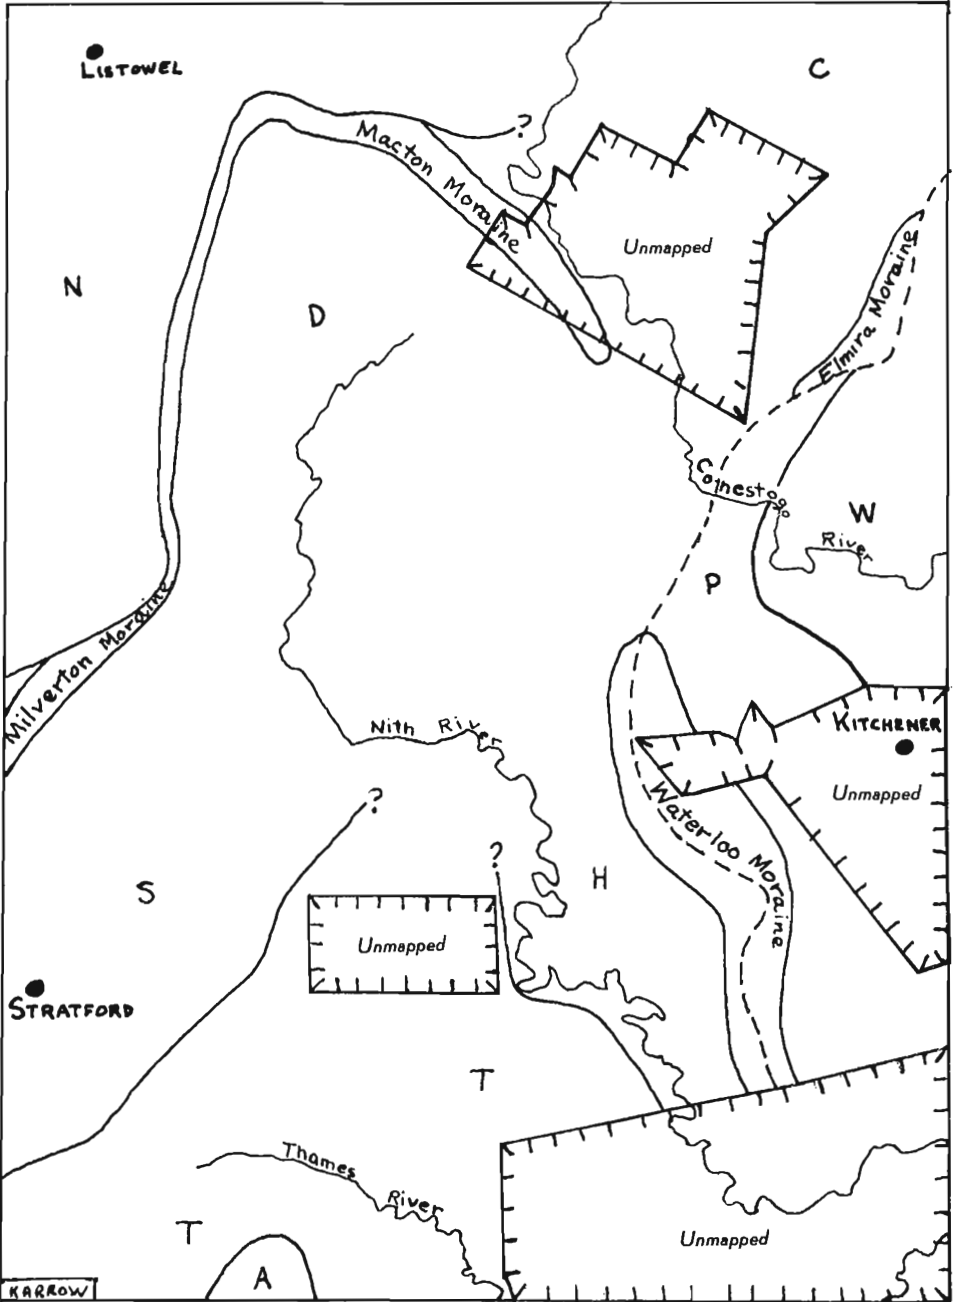 LISTOWEL
C
?
Macton Moraine
Unmapped
Elmira Moraine
N
D
Conestogo
River
W
P
Milverton Moraine
KITCHENER
Nith River
Unmapped
?
Waterloo Moraine
?
H
S
Unmapped
STRATFORD
T
Thames
River
T
Unmapped
A
KARROW